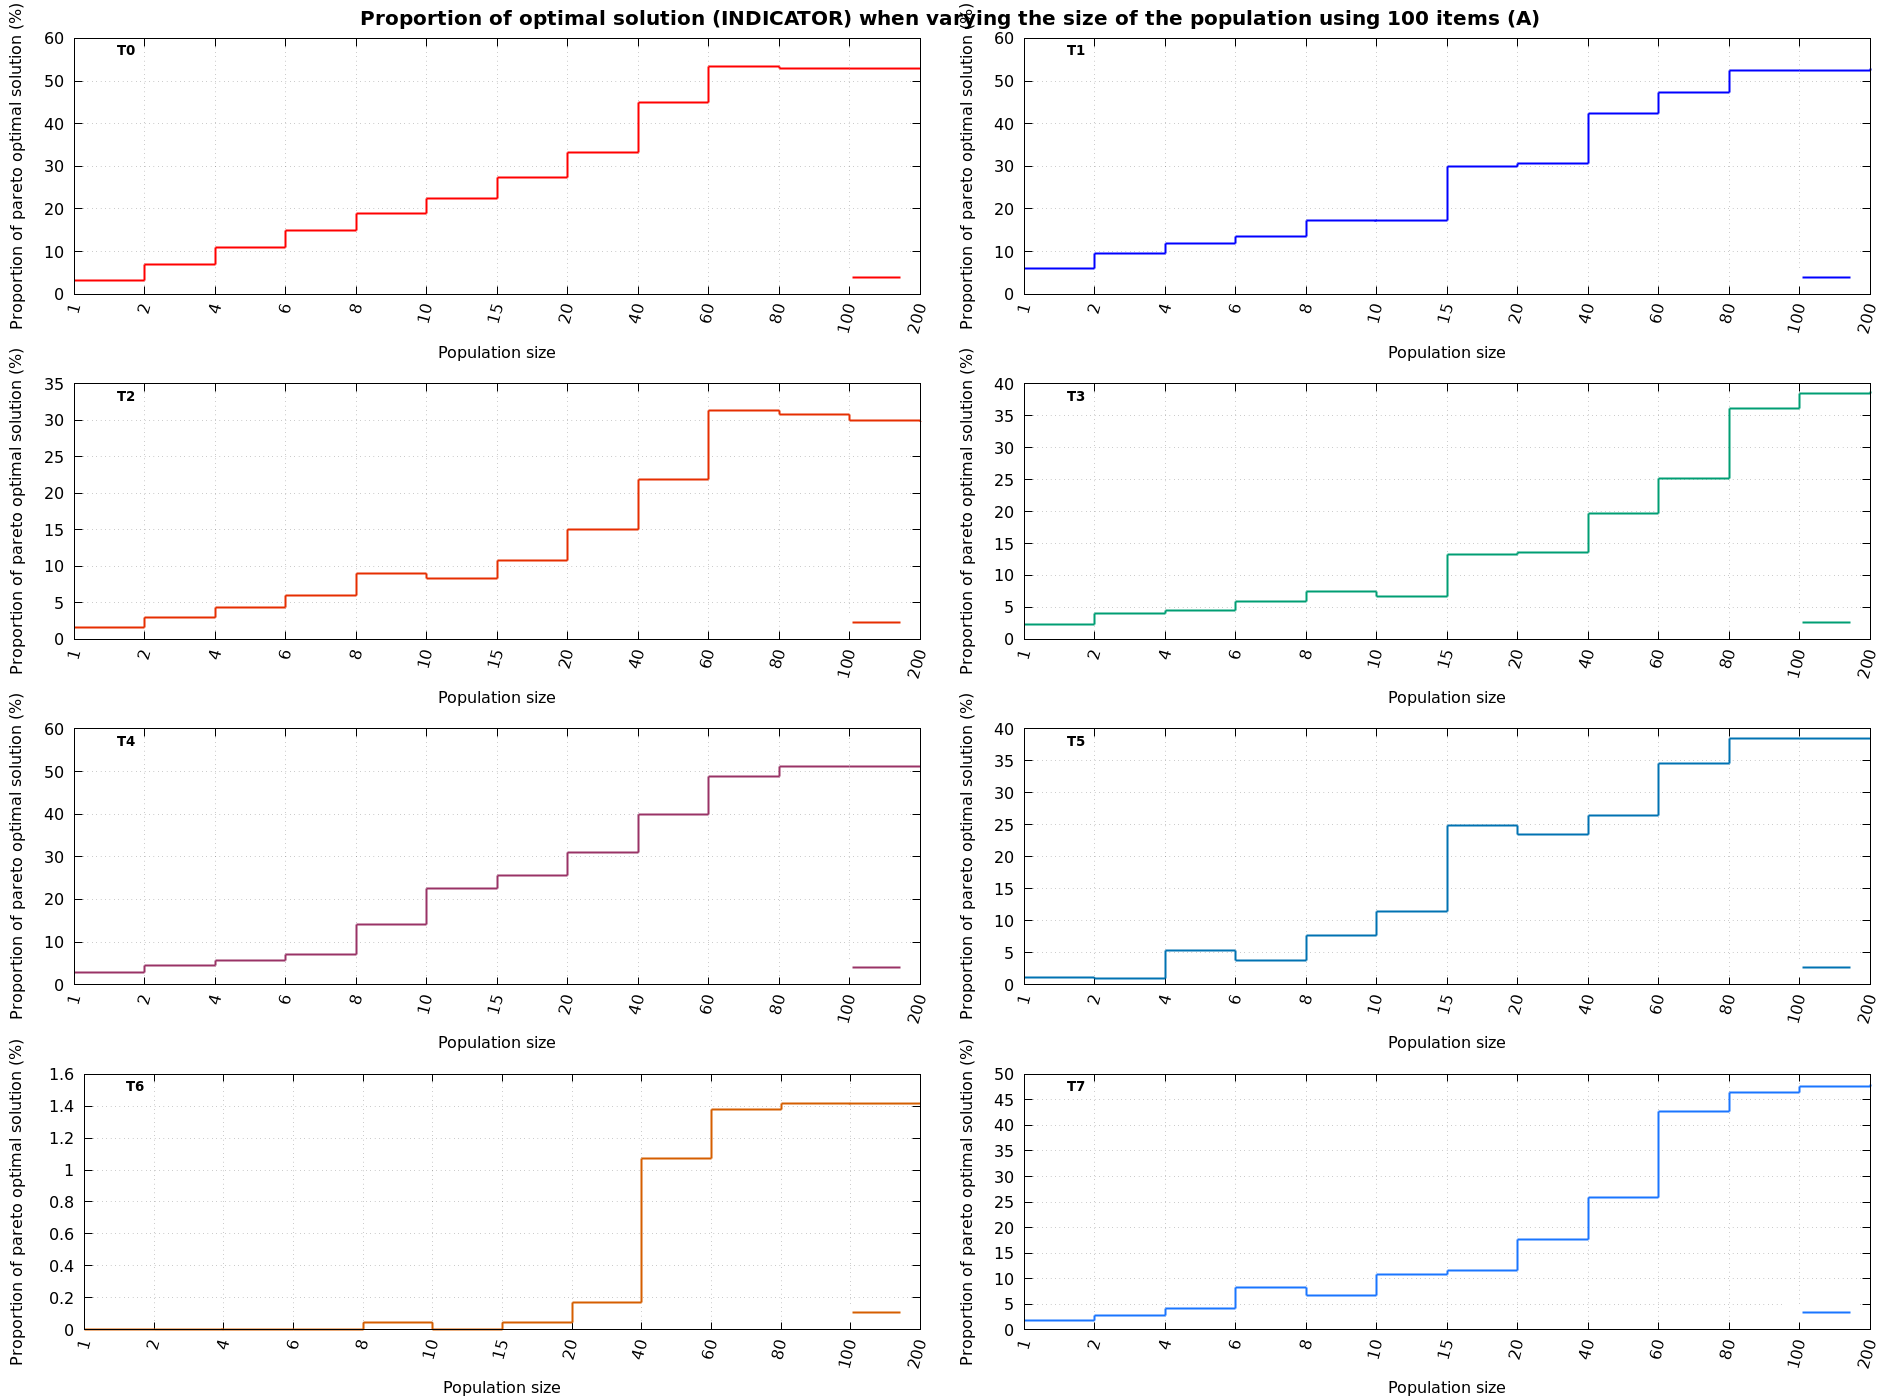 Proportion of optimal solution (INDICATOR) when varying the size of the population using 100 items (A)
T0
Proportion of pareto optimal solution (%)
60
50
40
30
20
10
0
1 2 4 6 8 10 15 20 40 60 80 100 200
Population size
T1
Proportion of pareto optimal solution (%)
60
50
40
30
20
10
0
1 2 4 6 8 10 15 20 40 60 80 100 200
Population size
T2
Proportion of pareto optimal solution (%)
35
30
25
20
15
10
5
0
1 2 4 6 8 10 15 20 40 60 80 100 200
Population size
T3
Proportion of pareto optimal solution (%)
40
35
30
25
20
15
10
5
0
1 2 4 6 8 10 15 20 40 60 80 100 200
Population size
T4
Proportion of pareto optimal solution (%)
60
50
40
30
20
10
0
1 2 4 6 8 10 15 20 40 60 80 100 200
Population size
T5
Proportion of pareto optimal solution (%)
40
35
30
25
20
15
10
5
0
1 2 4 6 8 10 15 20 40 60 80 100 200
Population size
T6
Proportion of pareto optimal solution (%)
1.6
1.4
1.2
1
0.8
0.6
0.4
0.2
0
1 2 4 6 8 10 15 20 40 60 80 100 200
Population size
T7
Proportion of pareto optimal solution (%)
50
45
40
35
30
25
20
15
10
5
0
1 2 4 6 8 10 15 20 40 60 80 100 200
Population size